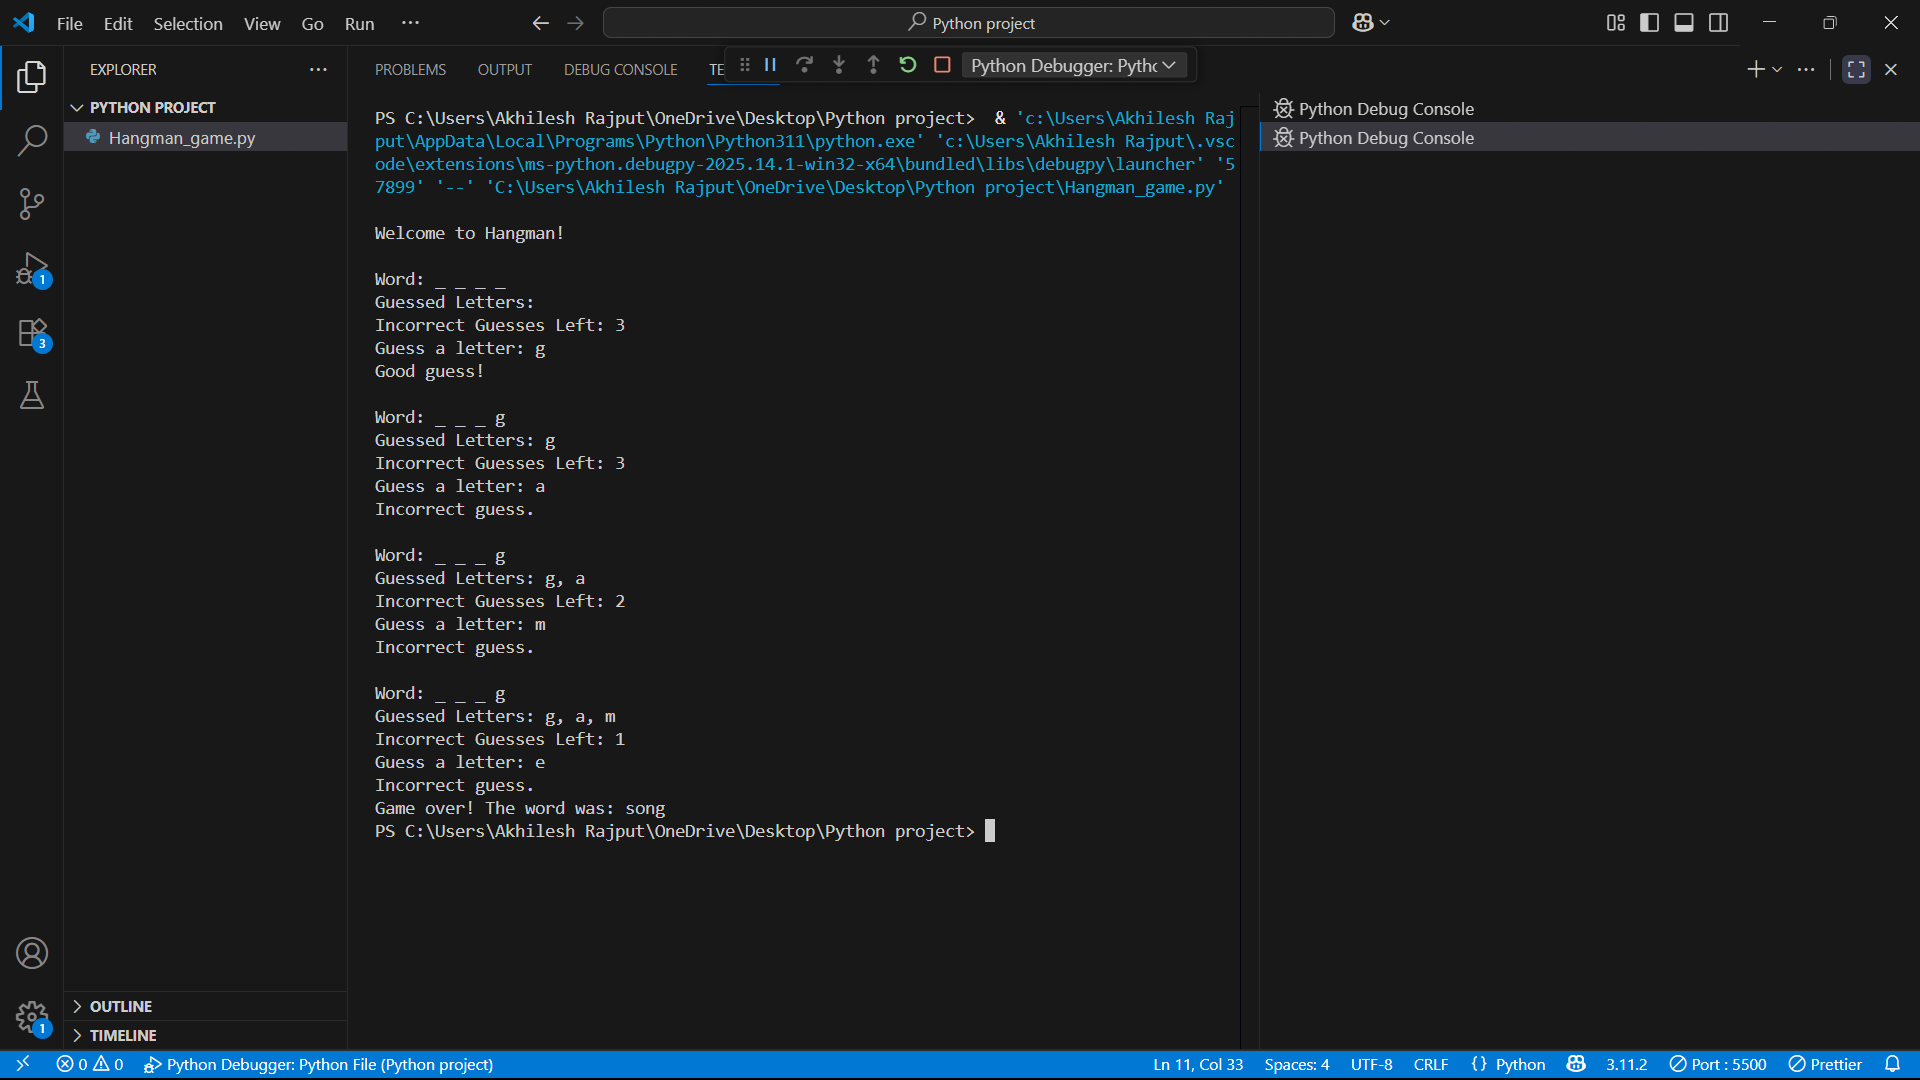 File Edit Selection View Go Run ···
Python project
EXPLORER
PYTHON PROJECT
Hangman_game.py
PROBLEMS OUTPUT DEBUG CONSOLE TE
Python Debugger: Pythc
PS C:\Users\Akhilesh Rajput\OneDrive\Desktop\Python project>  & 'c:\Users\Akhilesh Raj
put\AppData\Local\Programs\Python\Python311\python.exe' 'c:\Users\Akhilesh Rajput\.vsc
ode\extensions\ms-python.debugpy-2025.14.1-win32-x64\bundled\libs\debugpy\launcher' '5
7899' '--' 'C:\Users\Akhilesh Rajput\OneDrive\Desktop\Python project\Hangman_game.py'
Welcome to Hangman!
Word: _ _ _ _
Guessed Letters:
Incorrect Guesses Left: 3
Guess a letter: g
Good guess!
Word: _ _ _ g
Guessed Letters: g
Incorrect Guesses Left: 3
Guess a letter: a
Incorrect guess.
Word: _ _ _ g
Guessed Letters: g, a
Incorrect Guesses Left: 2
Guess a letter: m
Incorrect guess.
Word: _ _ _ g
Guessed Letters: g, a, m
Incorrect Guesses Left: 1
Guess a letter: e
Incorrect guess.
Game over! The word was: song
PS C:\Users\Akhilesh Rajput\OneDrive\Desktop\Python project>
Python Debug Console
Python Debug Console
1
3
1
OUTLINE
TIMELINE
0 0 Python Debugger: Python File (Python project)
Ln 11, Col 33 Spaces: 4 UTF-8 CRLF {} Python 3.11.2 Port : 5500 Prettier